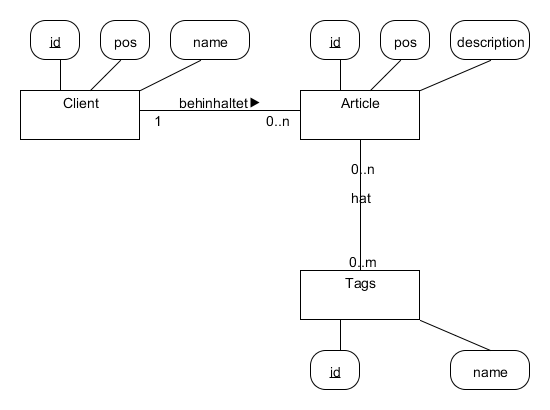 id pos name id pos description
Client Article
behinhaltet▶
1 0..n
0..n
hat
0..m
Tags
id name